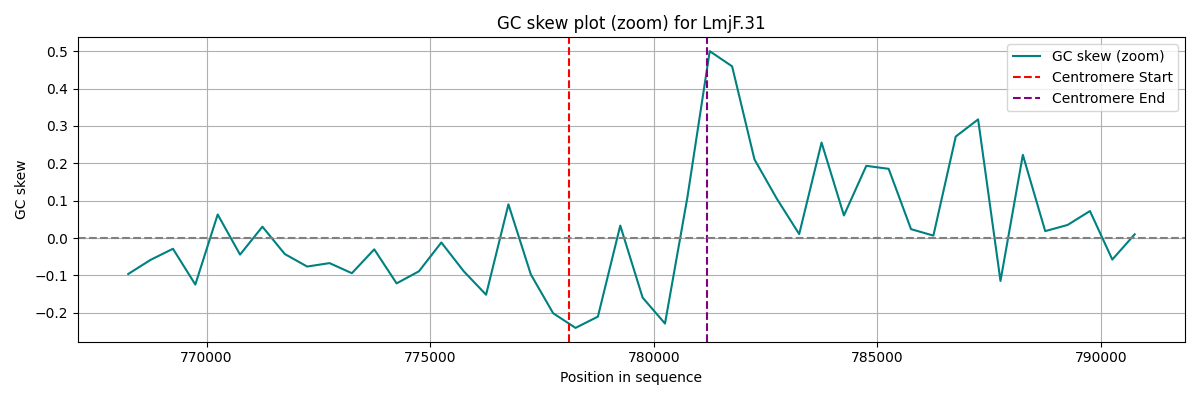 GC skew plot (zoom) for LmjF.31
GC skew
0.5
0.4
0.3
0.2
0.1
0.0
−0.1
−0.2
GC skew (zoom)
Centromere Start
Centromere End
770000 775000 780000 785000 790000
Position in sequence